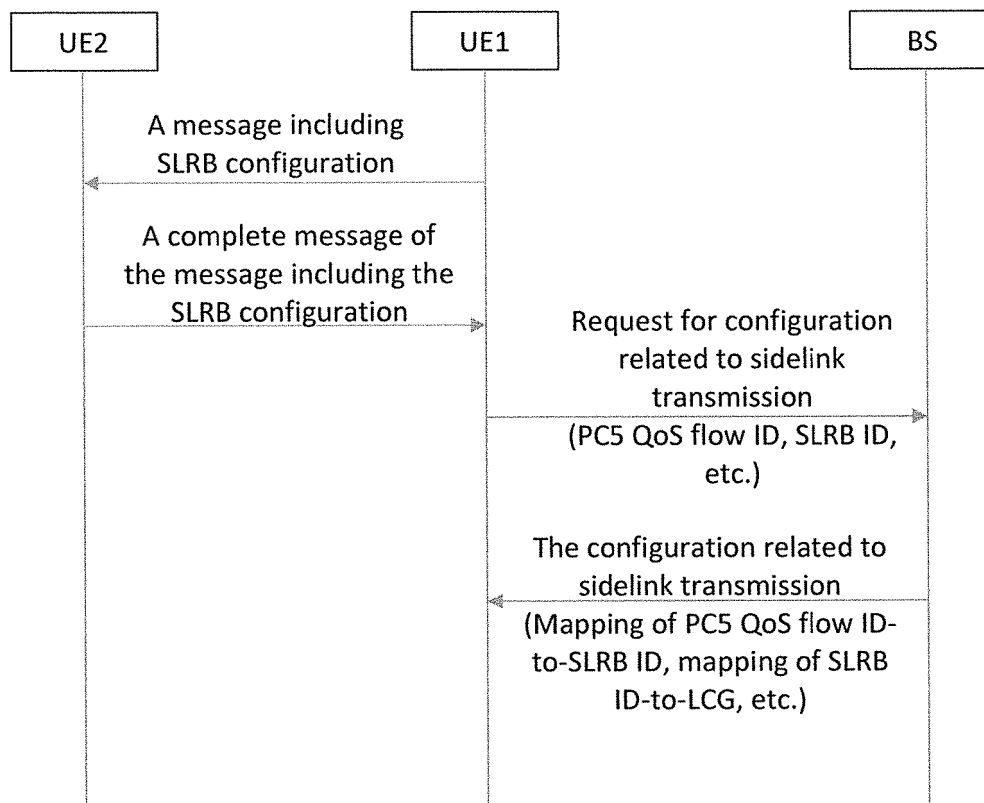 UE2
UE1
BS
A message including
SLRB configuration
A complete message of
the message including the
SLRB configuration
Request for configuration
related to sidelink
transmission
(PC5 QoS flow ID, SLRB ID,
etc.)
The configuration related to
sidelink transmission
(Mapping of PC5 QoS flow ID-
to-SLRB ID, mapping of SLRB
ID-to-LCG, etc.)